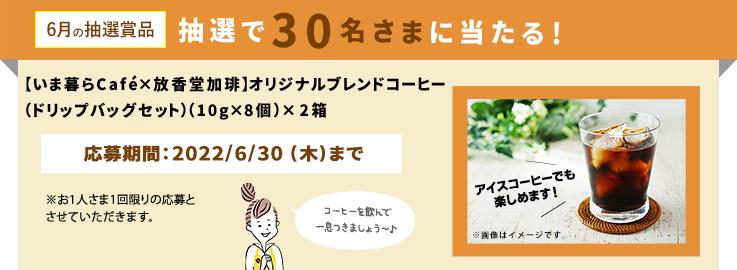 6月の抽選賞品
抽選で30名さまに当たる!
【いま暮らCafé×放香堂加琲】オリジナルブレンドコーヒー
（ドリップバッグセット）（10g×8個）×2箱
応募期間：2022/6/30 (木)まで
※お1人さま1回限りの応募と
させていただきます。
コーヒーを飲んで
一息つきましょう〜♪
アイスコーヒーでも
楽しめます！
※画像はイメージです。